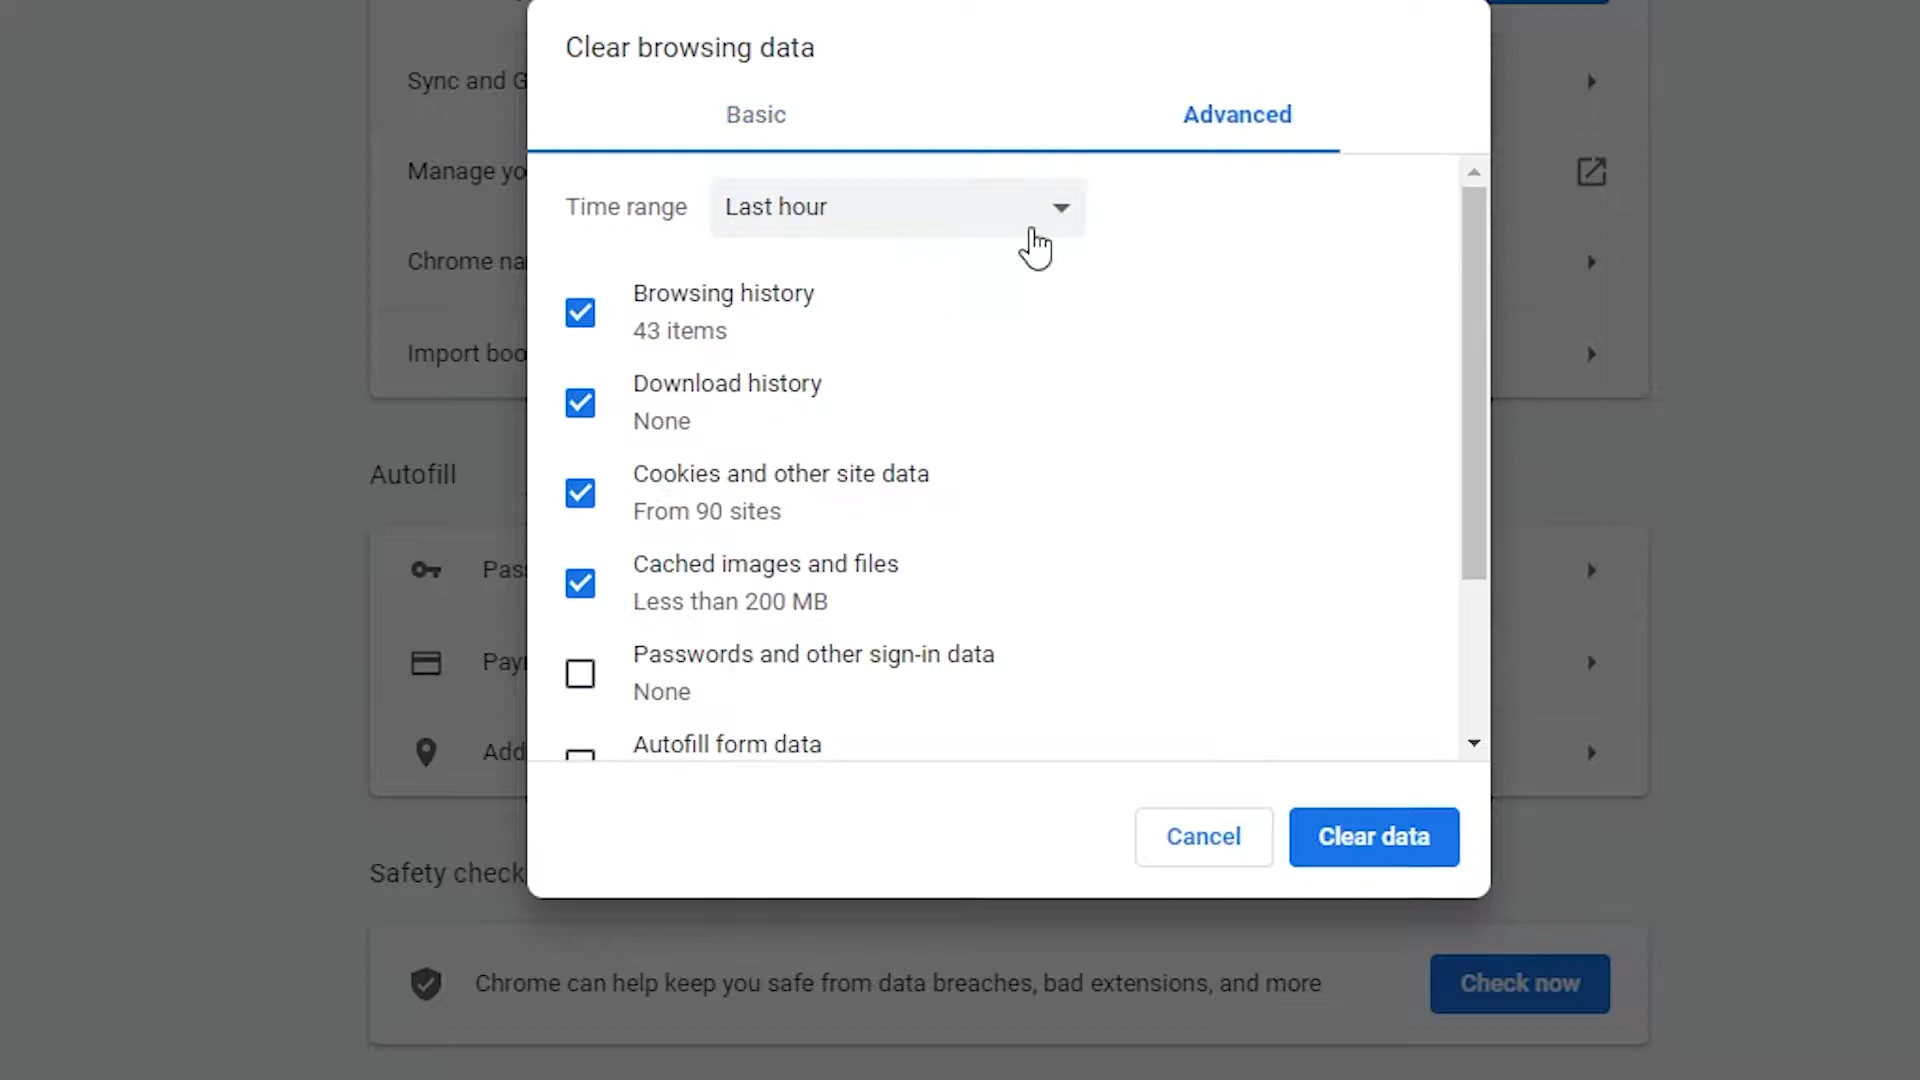 Clear browsing data
Basic
Advanced
Sync and G
Manage yo
Time range
Last hour
Chrome na
Browsing history
43 items
Import boo
Download history
None
Autofill
Cookies and other site data
From 90 sites
Pass
Cached images and files
Less than 200 MB
Payn
Passwords and other sign-in data
None
Add
Autofill form data
Cancel
Clear data
Safety check
Chrome can help keep you safe from data breaches, bad extensions, and more
Check now